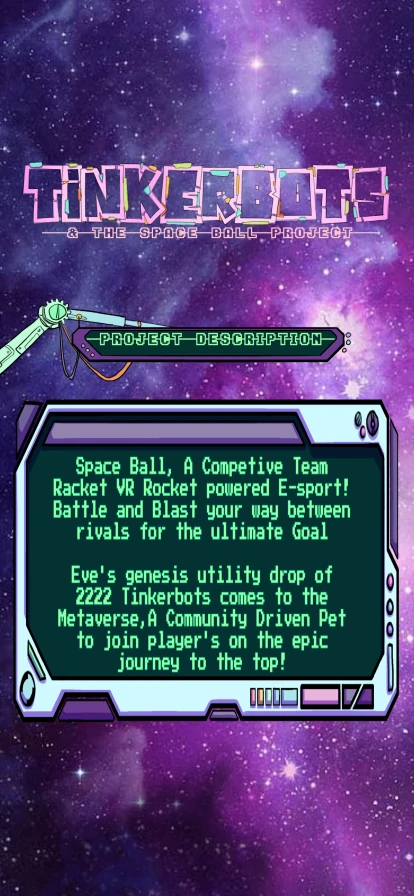 TINKERBOTS
& THE SPACE BALL PROJECT
PROJECT DESCRIPTION
Space Ball, A Competive Team
Racket VR Rocket powered E-sport!
Battle and Blast your way between
rivals for the ultimate Goal
Eve's genesis utility drop of
2222 Tinkerbots comes to the
Metaverse,A Community Driven Pet
to join player's on the epic
journey to the top!